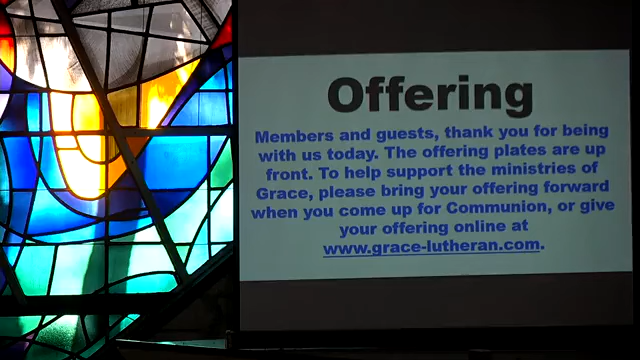 Offering
Members and guests, thank you for being
with us today. The offering plates are up
front. To help support the ministries of
Grace, please bring your offering forward
when you come up for Communion, or give
your offering online at
www.grace-lutheran.com.